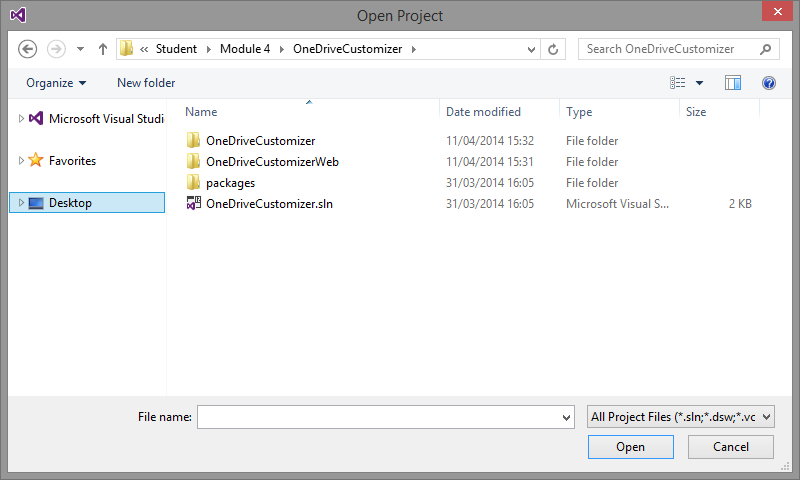 Open Project
« Student Module 4 OneDriveCustomizer
Search OneDriveCustomizer
Organize New folder
Name Date modified Type Size
Microsoft Visual Studi
Favorites
Desktop
OneDriveCustomizer 11/04/2014 15:32 File folder
OneDriveCustomizerWeb 11/04/2014 15:31 File folder
packages 31/03/2014 16:05 File folder
OneDriveCustomizer.sln 31/03/2014 16:05 Microsoft Visual S... 2 KB
File name: All Project Files (*.sln;*.dsw;*.vc
Open Cancel